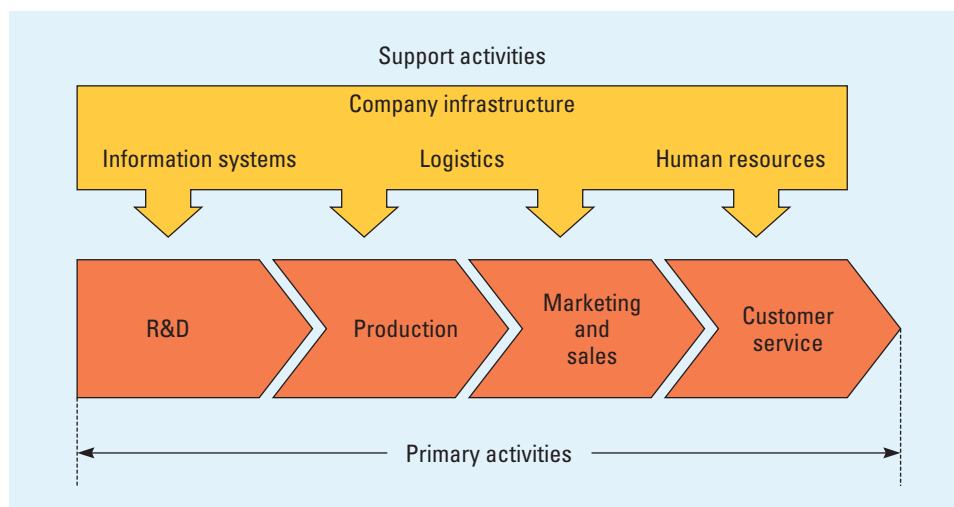 Support activities
Company infrastructure
Information systems
Logistics
Human resources
R&D
Production
Marketing
and
sales
Customer
service
Primary activities